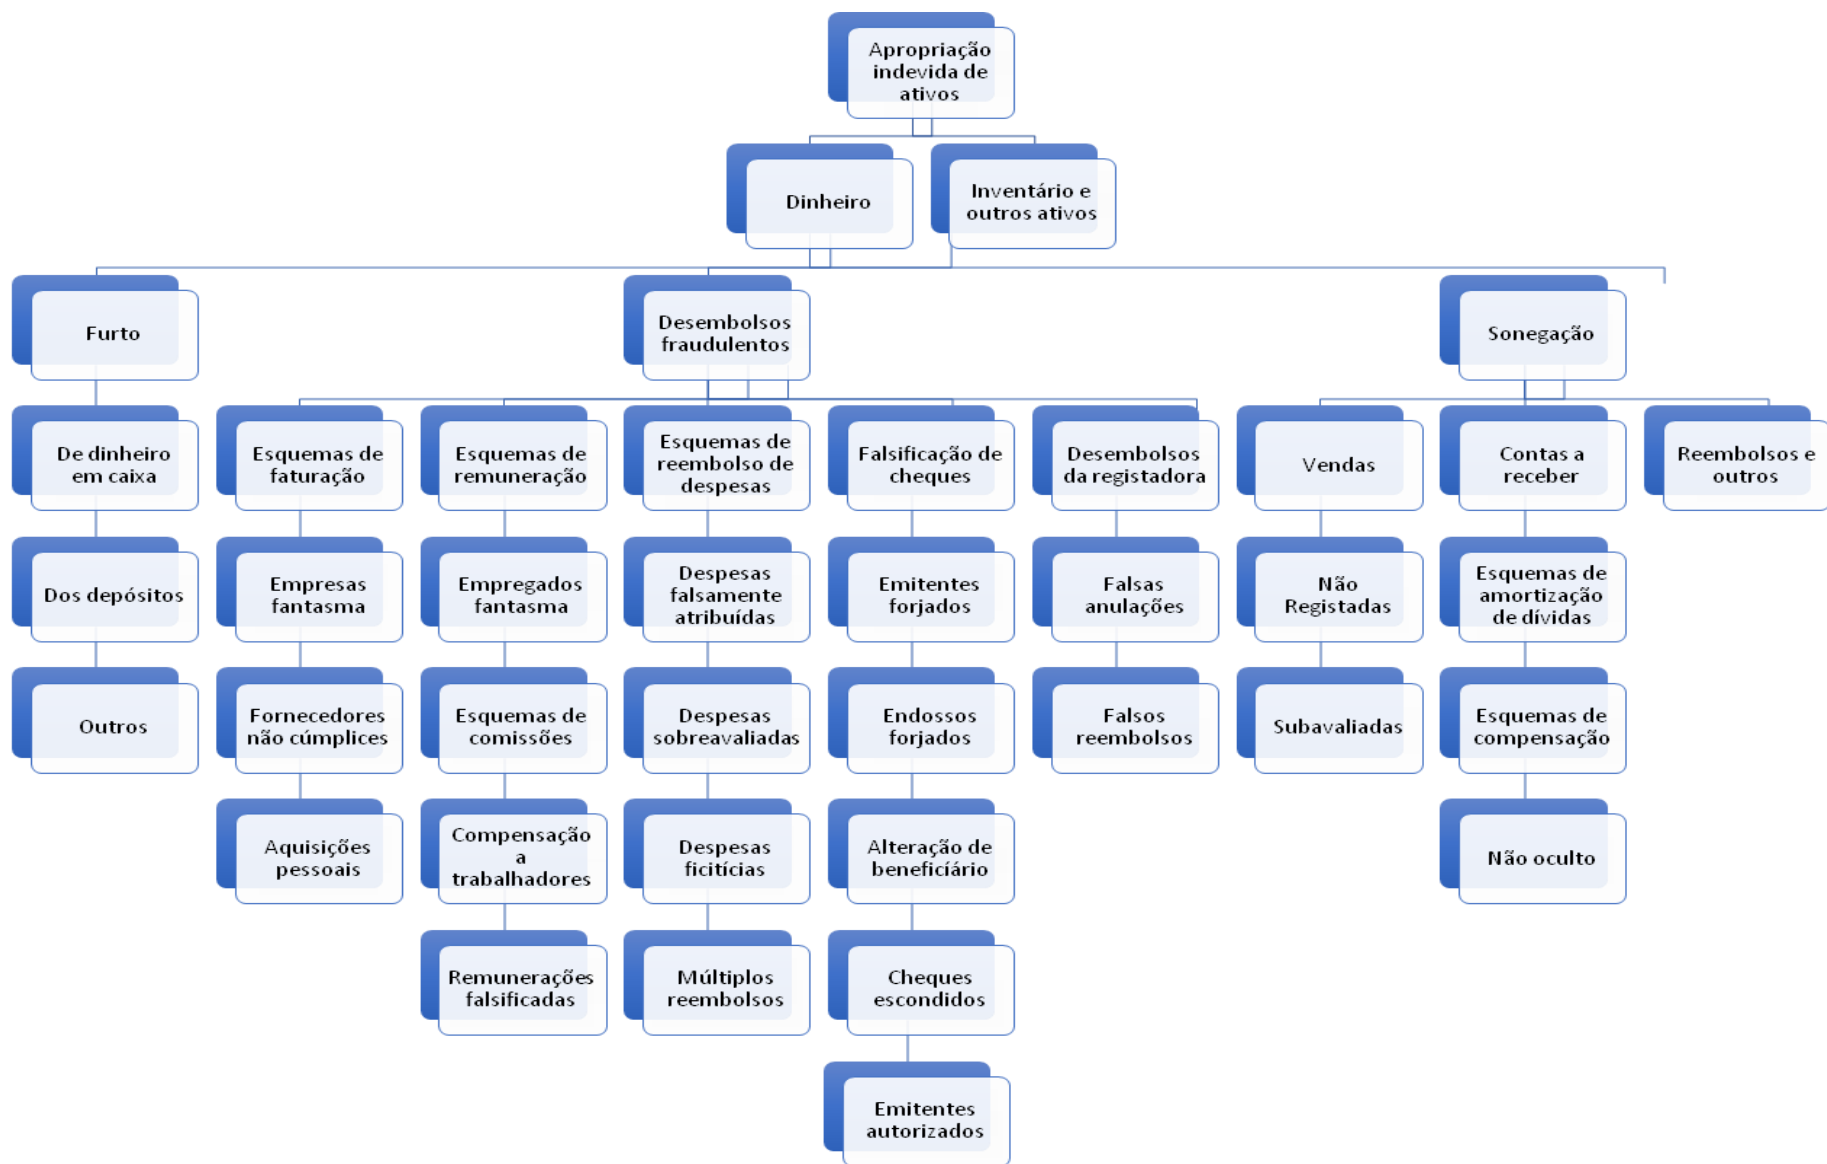 Apropriação
indevida de
ativos
Dinheiro
Inventário e
outros ativos
Furto
Desembolsos
fraudulentos
Sonegação
De dinheiro
em caixa
Esquemas de
faturação
Esquemas de
remuneração
Esquemas de
reembolso de
despesas
Falsificação de
cheques
Desembolsos
da registadora
Vendas
Contas a
receber
Reembolsos e
outros
Dos depósitos
Empresas
fantasma
Empregados
fantasma
Despesas
falsamente
atribuídas
Emitentes
forjados
Falsas
anulações
Não
Registadas
Esquemas de
amortização
de dívidas
Outros
Fornecedores
não cúmplices
Esquemas de
comissões
Despesas
sobreavaliadas
Endossos
forjados
Falsos
reembolsos
Subavaliadas
Esquemas de
compensação
Aquisições
pessoais
Compensação
a
trabalhadores
Despesas
ficitícias
Alteração de
beneficíário
Não oculto
Remunerações
falsificadas
Múltiplos
reembolsos
Cheques
escondidos
Emitentes
autorizados